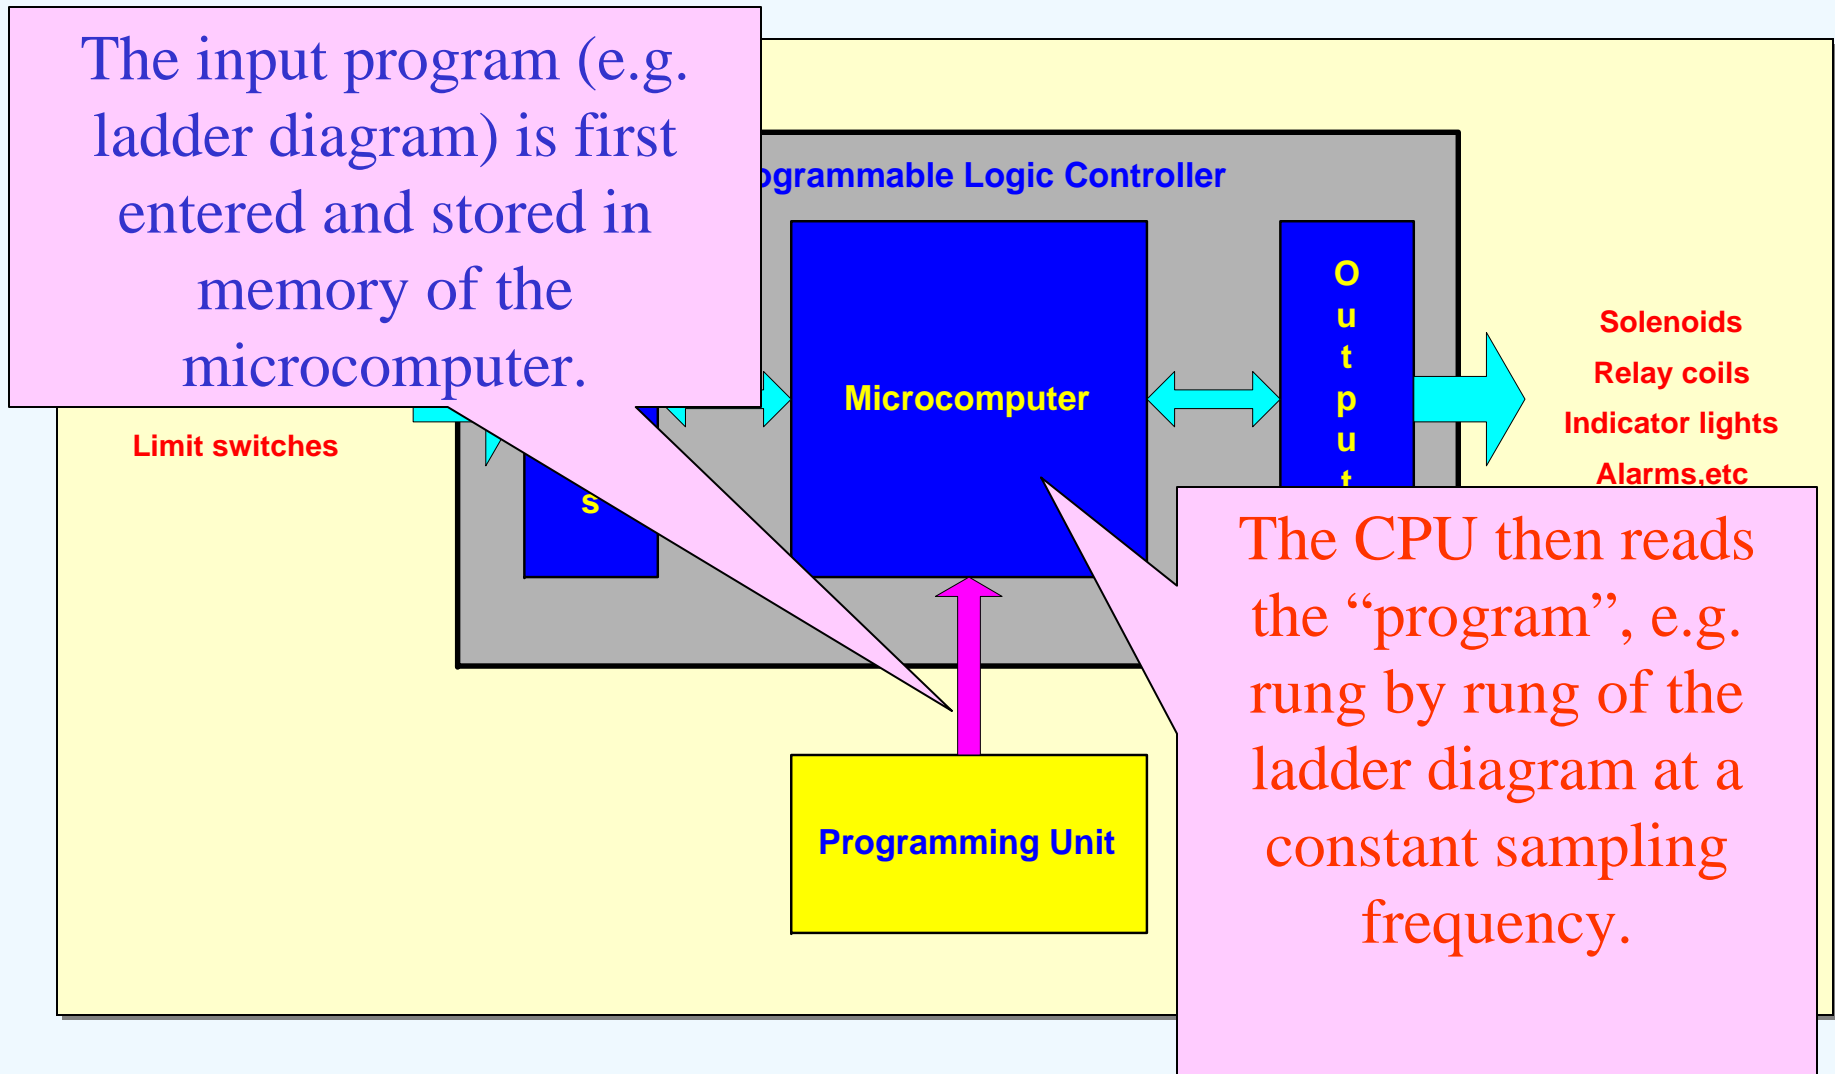 The input program (e.g.
ladder diagram) is first
entered and stored in
memory of the
microcomputer.
ogrammable Logic Controller
Limit switches
s
Microcomputer
O
u
t
p
u
t
Solenoids
Relay coils
Indicator lights
Alarms,etc
Programming Unit
The CPU then reads
the “program”, e.g.
rung by rung of the
ladder diagram at a
constant sampling
frequency.